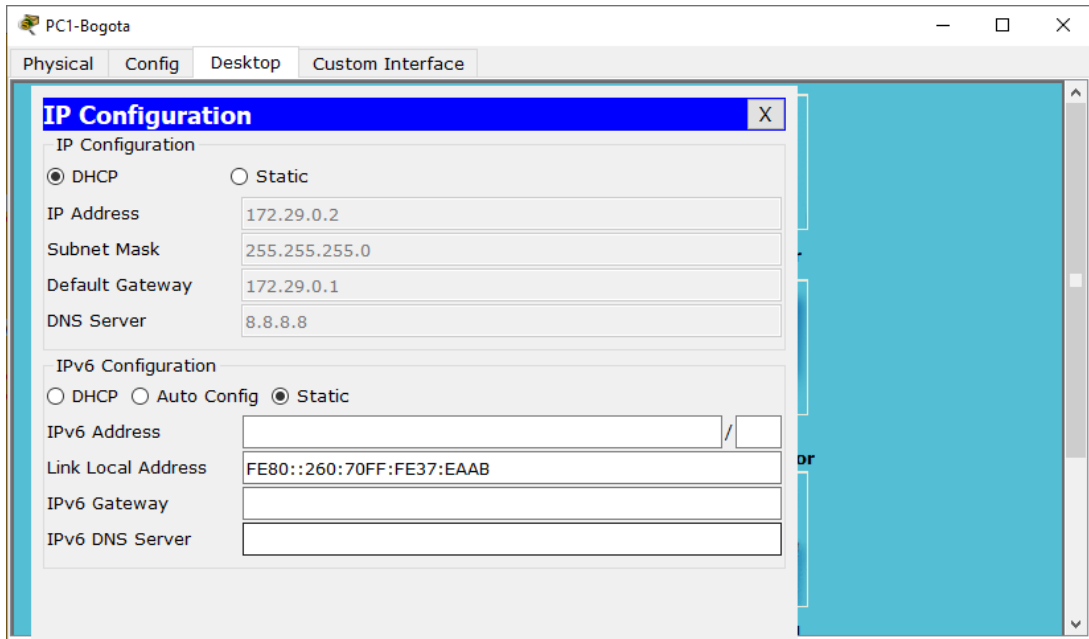 PC1-Bogota
Physical Config Desktop Custom Interface
IP Configuration X
IP Configuration
DHCP Static
IP Address 172.29.0.2
Subnet Mask 255.255.255.0
Default Gateway 172.29.0.1
DNS Server 8.8.8.8
IPv6 Configuration
DHCP Auto Config Static
IPv6 Address /
Link Local Address FE80::260:70FF:FE37:EAAB
or
IPv6 Gateway
IPv6 DNS Server